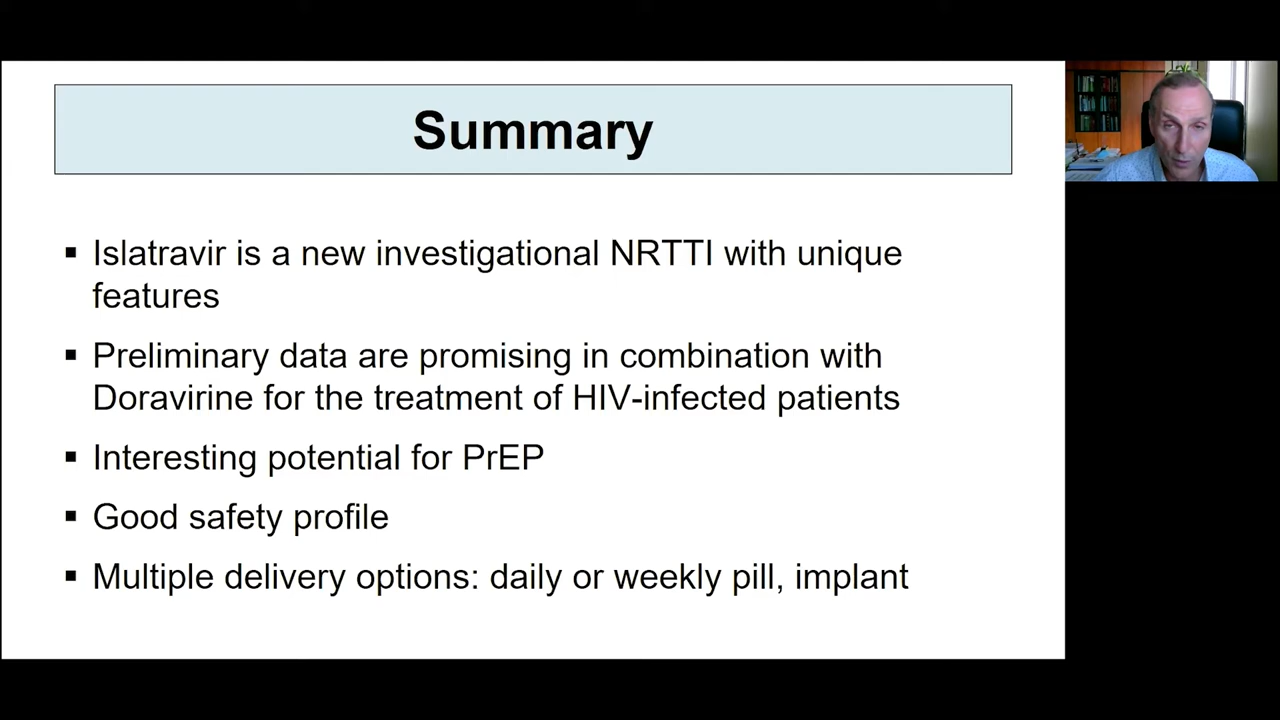 Summary
▪ Islatravir is a new investigational NRTTI with unique
features
▪ Preliminary data are promising in combination with
Doravirine for the treatment of HIV-infected patients
▪ Interesting potential for PrEP
▪ Good safety profile
▪ Multiple delivery options: daily or weekly pill, implant